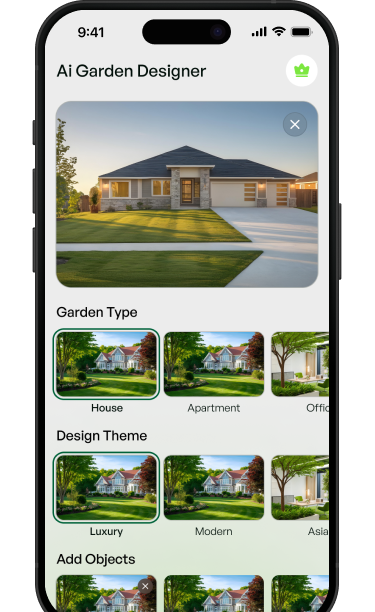 9:41
Ai Garden Designer
Garden Type
House
Apartment
Offic
Design Theme
Luxury
Modern
Asia
Add Objects